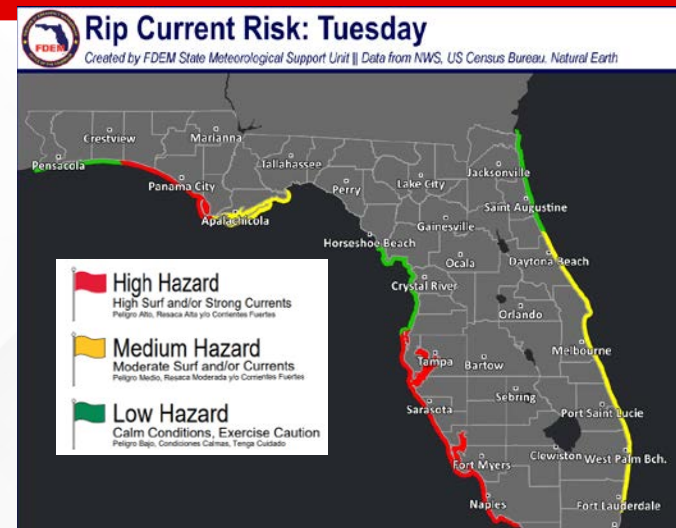 FDEM
Rip Current Risk: Tuesday
Created by FDEM State Meteorological Support Unit || Data from NWS, US Census Bureau. Natural Earth
Crestview
Marianna
Pensacola
Tallahassee
Jacksonville
Panama City
Perry
Lake City
Saint Augustine
Apalachicola
Gainesville
Horseshoe Beach
Ocala
Daytona Beach
Crystal River
Orlando
High Hazard
High Surf and/or Strong Currents
Peligro Alto, Resaca Alta y/o Corrientes Fuertes
Medium Hazard
Moderate Surf and/or Currents
Peligro Medio, Resaca Moderada y/o Corrientes Fuertes
Low Hazard
Calm Conditions, Exercise Caution
Peligro Bajo, Condiciones Calmas, Tenga Cuidado
Tampa
Bartow
Melbourne
Sarasota
Sebring
Port Saint Lucie
Fort Myers
Clewiston
West Palm Bch.
Naples
Fort Lauderdale